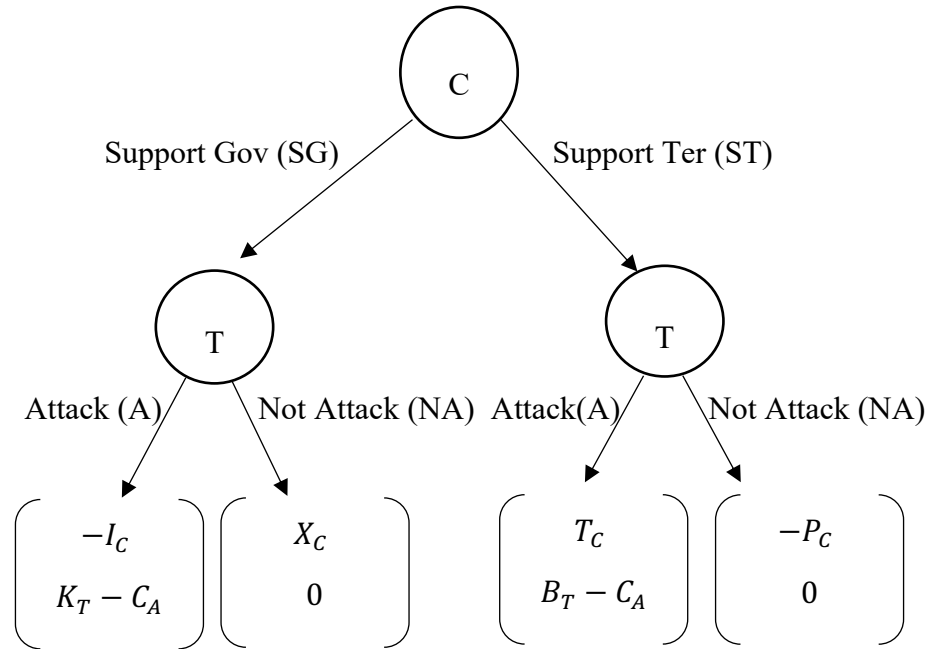 C
Support Gov (SG) Support Ter (ST)
T T
Attack (A) Not Attack (NA) Attack(A) Not Attack (NA)
−I_C X_C T_C −P_C
K_T − C_A 0 B_T − C_A 0